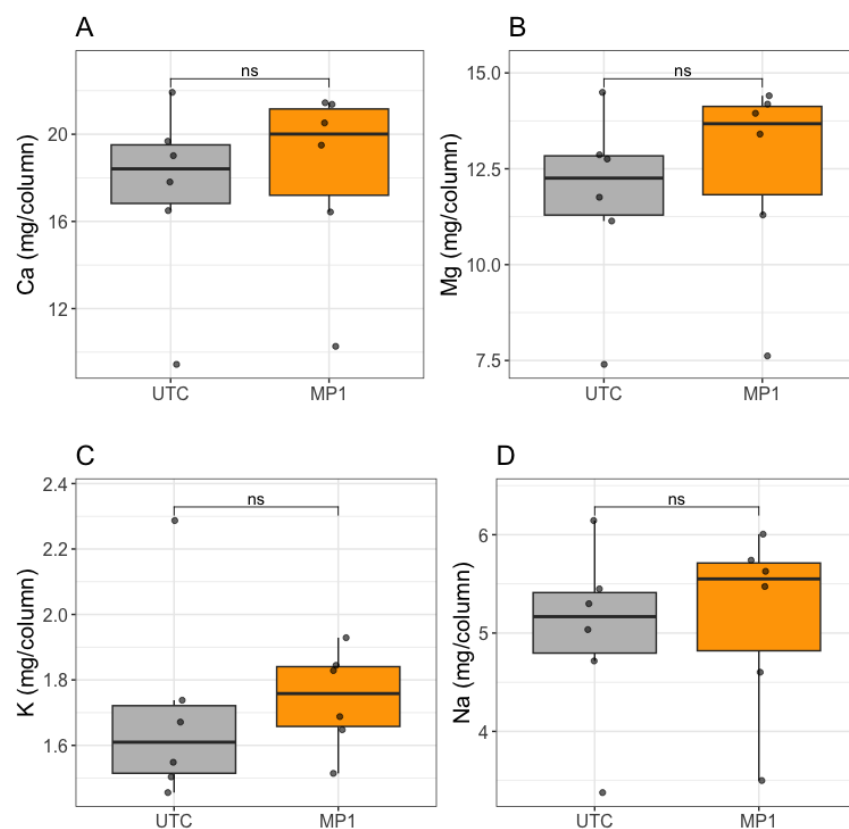 A
Ca (mg/column)
20
16
12
ns
UTC
MP1
B
Mg (mg/column)
15.0
12.5
10.0
7.5
ns
UTC
MP1
C
K (mg/column)
2.4
2.2
2.0
1.8
1.6
ns
UTC
MP1
D
Na (mg/column)
6
5
4
ns
UTC
MP1